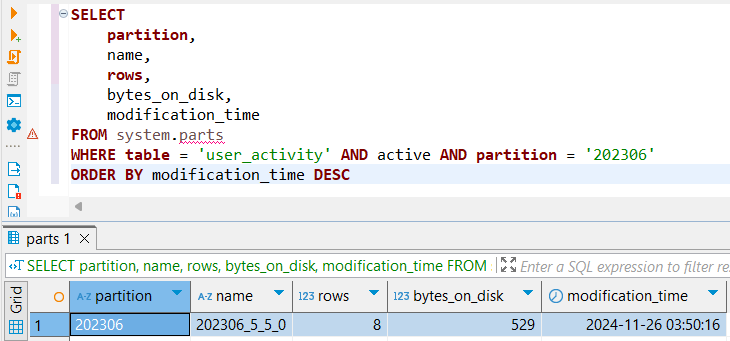 SELECT
partition,
name,
rows,
bytes_on_disk,
modification_time
FROM system.parts
WHERE table = 'user_activity' AND active AND partition = '202306'
ORDER BY modification_time DESC
parts 1
SELECT partition, name, rows, bytes_on_disk, modification_time FROM
Enter a SQL expression to filter re
Grid
A-Z partition A-Z name 123 rows 123 bytes_on_disk modification_time
1 202306 202306_5_5_0 8 529 2024-11-26 03:50:16